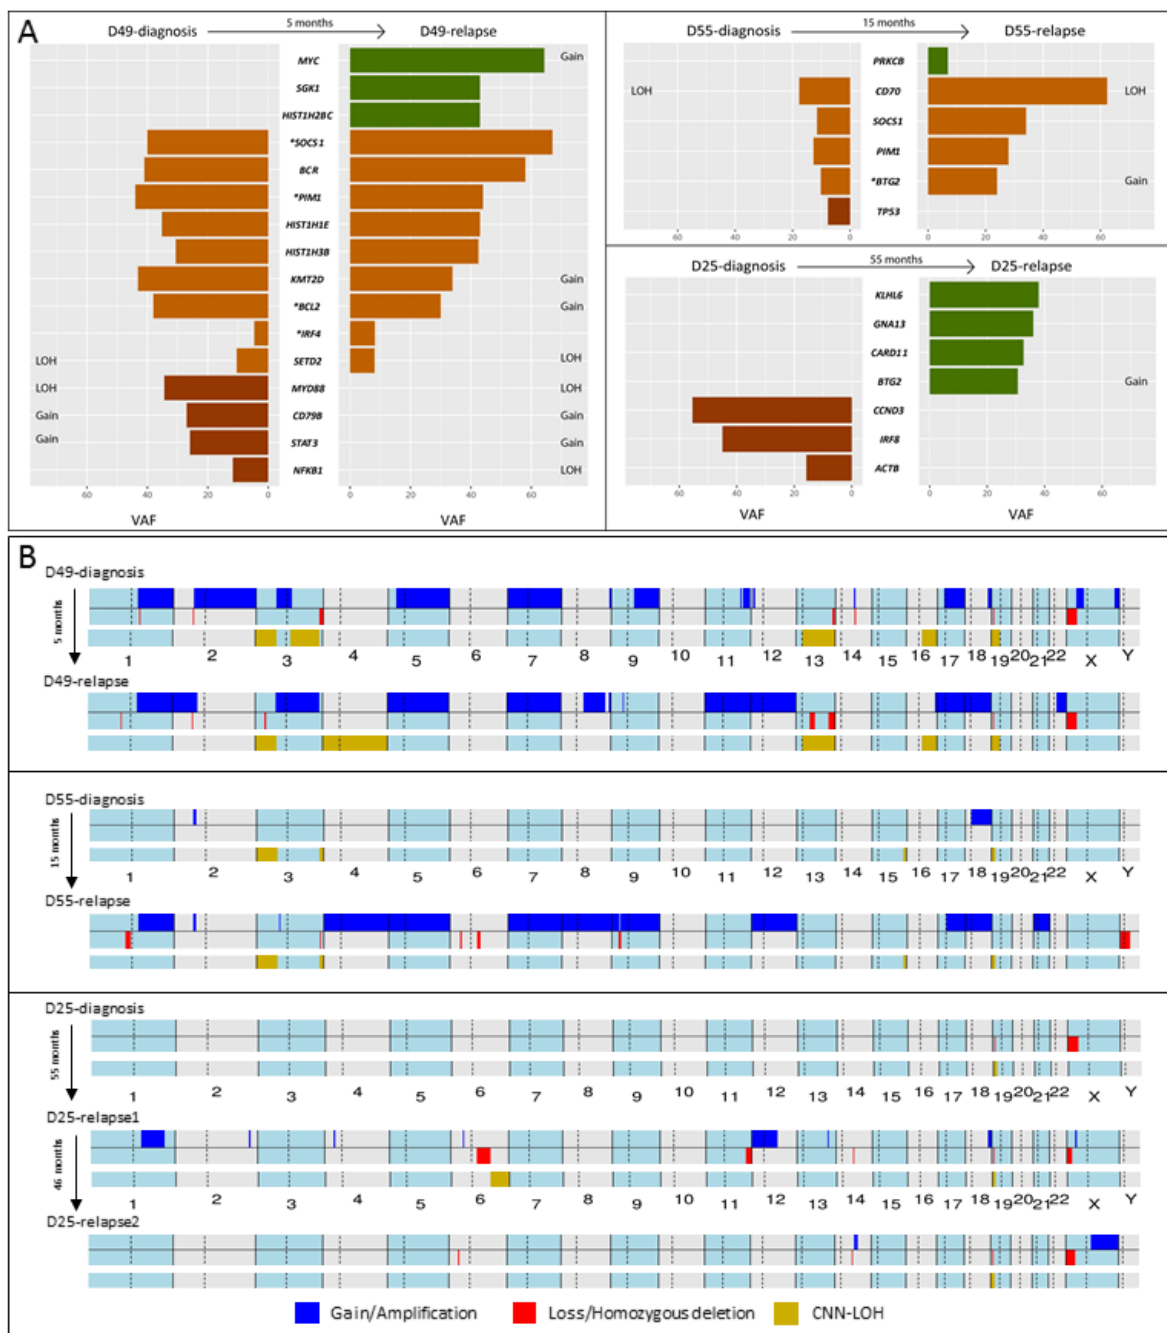 A
D49-diagnosis 5 months D49-relapse
MYC Gain
SGK1
HIST1H2BC
*SOCS1
BCR
*PIM1
HIST1H1E
HIST1H3B
KMT2D Gain
*BCL2 Gain
*IRF4
LOH SETD2 LOH
LOH MYD88 LOH
Gain CD79B Gain
Gain STAT3 Gain
NFKB1 LOH
60 40 20 0 0 20 40 60
VAF VAF
D55-diagnosis 15 months D55-relapse
PRKCB
LOH CD70 LOH
SOCS1
PIM1
*BTG2 Gain
TP53
60 40 20 0 0 20 40 60
D25-diagnosis 55 months D25-relapse
KLHL6
GNA13
CARD11
BTG2 Gain
CCND3
IRF8
ACTB
60 40 20 0 0 20 40 60
VAF VAF
B
D49-diagnosis
5 months
1 2 3 4 5 6 7 8 9 10 11 12 13 14 15 16 17 18 19 20 21 22 X Y
D49-relapse
D55-diagnosis
15 months
1 2 3 4 5 6 7 8 9 10 11 12 13 14 15 16 17 18 19 20 21 22 X Y
D55-relapse
D25-diagnosis
55 months
1 2 3 4 5 6 7 8 9 10 11 12 13 14 15 16 17 18 19 20 21 22 X Y
D25-relapse1
46 months
1 2 3 4 5 6 7 8 9 10 11 12 13 14 15 16 17 18 19 20 21 22 X Y
D25-relapse2
Gain/Amplification Loss/Homozygous deletion CNN-LOH